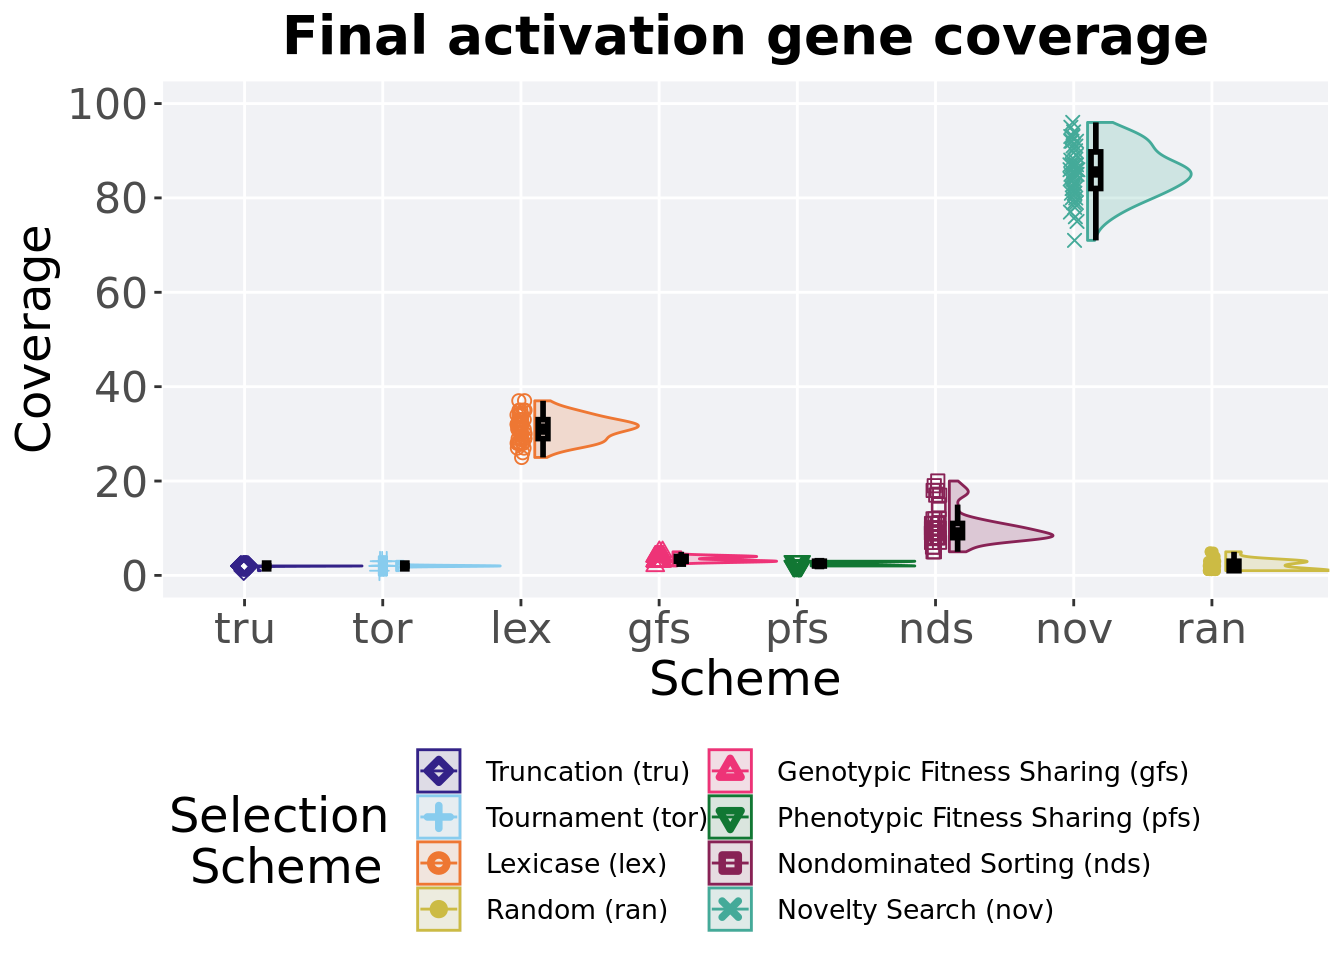 Final activation gene coverage
Coverage
100
80
60
40
20
0
tru tor lex gfs pfs nds nov ran
Scheme
Selection
Scheme
Truncation (tru)
Tournament (tor)
Lexicase (lex)
Random (ran)
Genotypic Fitness Sharing (gfs)
Phenotypic Fitness Sharing (pfs)
Nondominated Sorting (nds)
Novelty Search (nov)